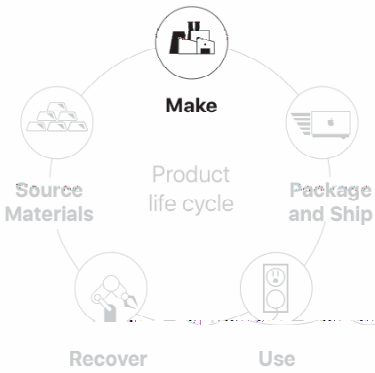 Make
Product
life cycle
Source
Materials
Package
and Ship
Recover
Use